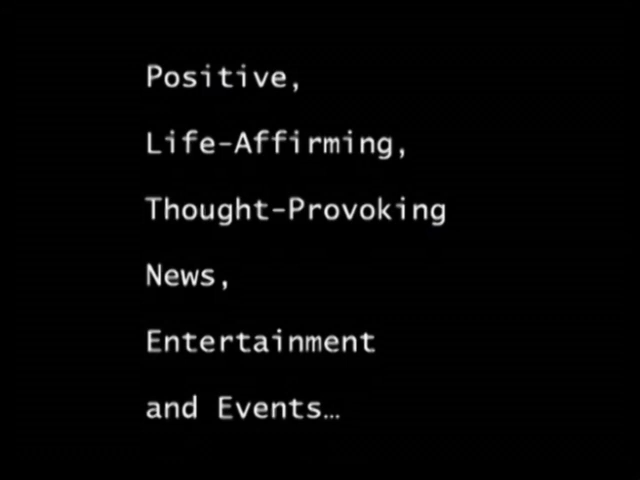 Positive,
Life-Affirming,
Thought-Provoking
News,
Entertainment
and Events…